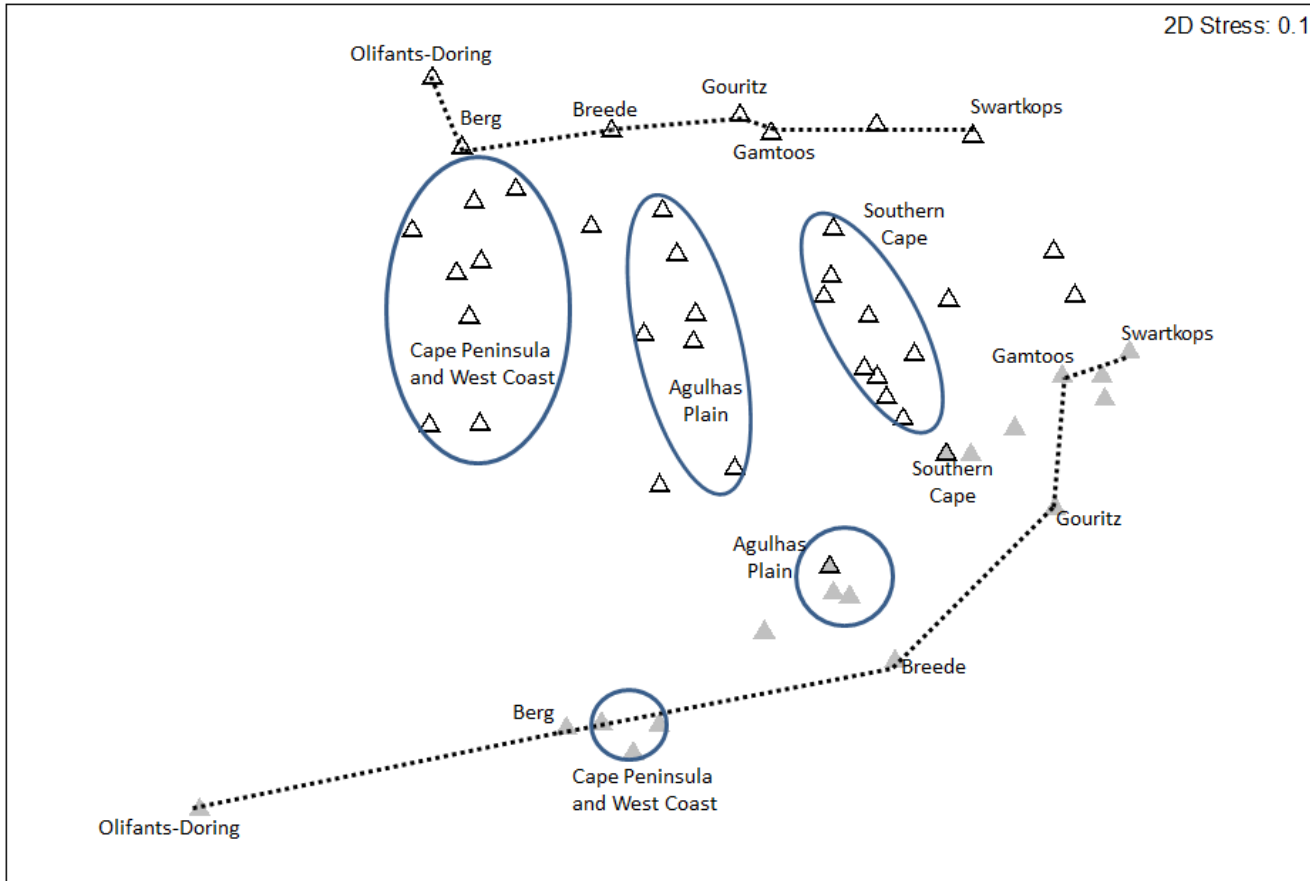 2D Stress: 0.1
Olifants-Doring
Berg
Breede
Gouritz
Gamtoos
Swartkops
Cape Peninsula
and West Coast
Agulhas
Plain
Southern
Cape
Swartkops
Gamtoos
Southern
Cape
Gouritz
Agulhas
Plain
Breede
Berg
Cape Peninsula
and West Coast
Olifants-Doring